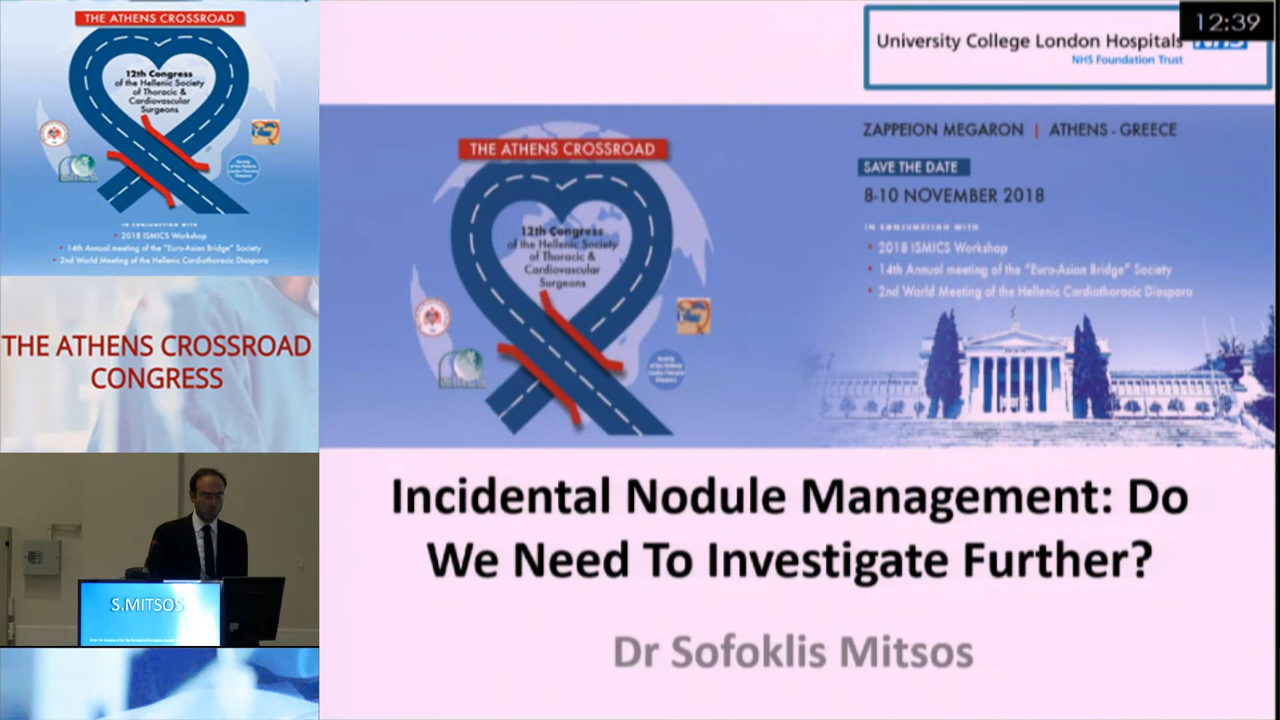 THE ATHENS CROSSROAD
12th Congress
of the Hellenic Society
of Thoracic &
Cardiovascular
Surgeons
ISMICS
IN CONJUNCTION WITH
• 2018 ISMICS Workshop
• 14th Annual meeting of the "Euro-Asian Bridge" Society
• 2nd World Meeting of the Hellenic Cardiothoracic Diaspora
THE ATHENS CROSSROAD
CONGRESS
S.MITSOS
12:39
University College London Hospitals
NHS
NHS Foundation Trust
THE ATHENS CROSSROAD
12th Congress
of the Hellenic Society
of Thoracic &
Cardiovascular
Surgeons
ZAPPEION MEGARON | ATHENS - GREECE
SAVE THE DATE
8-10 NOVEMBER 2018
IN CONJUNCTION WITH
• 2018 ISMICS Workshop
• 14th Annual meeting of the "Euro-Asian Bridge" Society
• 2nd World Meeting of the Hellenic Cardiothoracic Diaspora
Incidental Nodule Management: Do
We Need To Investigate Further?
Dr Sofoklis Mitsos